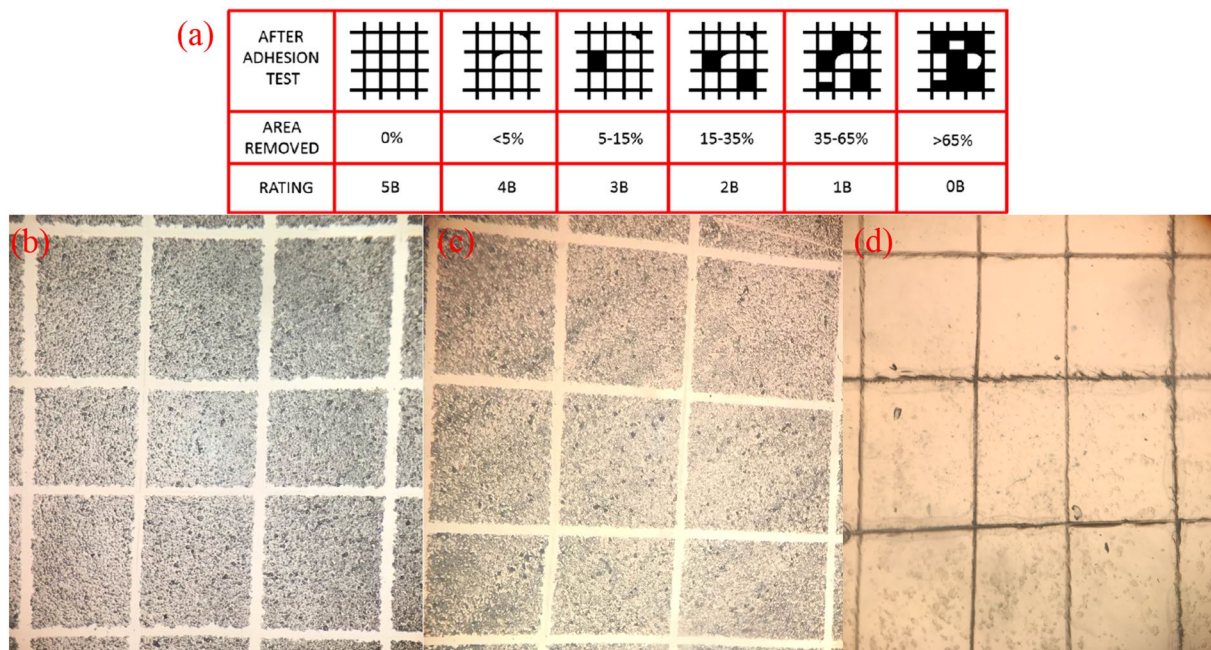 (a)
AFTER
ADHESION
TEST
AREA
REMOVED
0%
<5%
5-15%
15-35%
35-65%
>65%
RATING
5B
4B
3B
2B
1B
0B
(b)
(c)
(d)